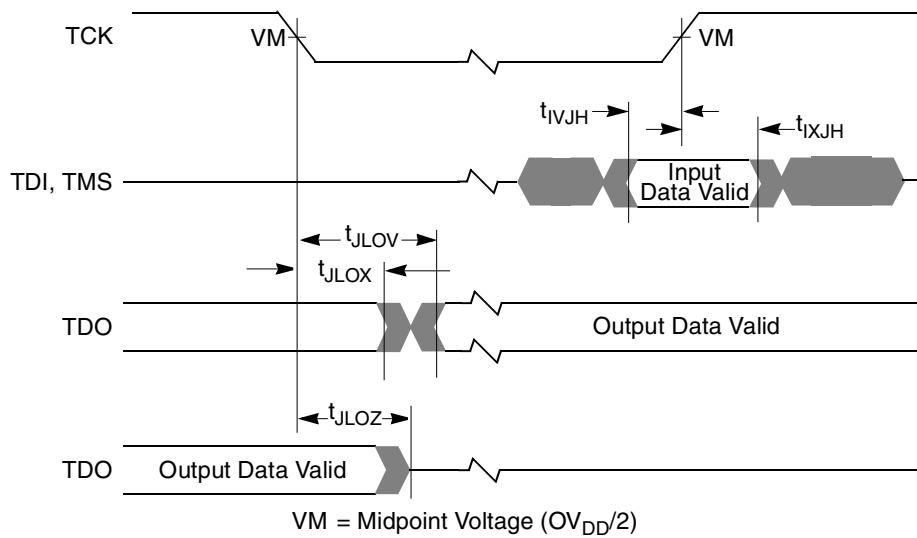 TCK
VM
VM
t_IVJH
t_IXJH
TDI, TMS
Input
Data Valid
t_JLOV
t_JLOX
TDO
Output Data Valid
t_JLOZ
TDO
Output Data Valid
VM = Midpoint Voltage (OV_DD/2)